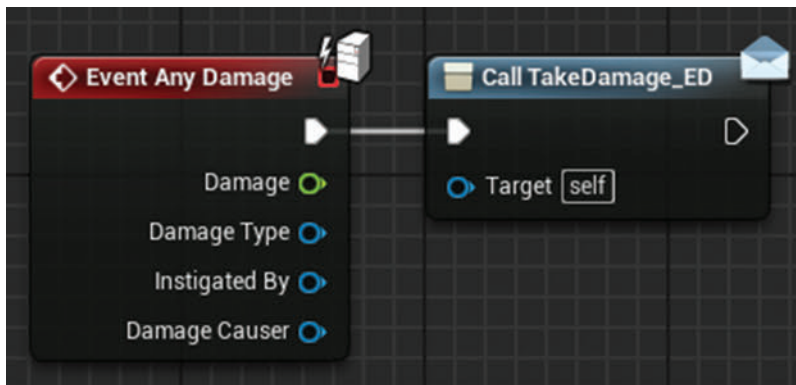 Event Any Damage
Damage
Damage Type
Instigated By
Damage Causer
Call TakeDamage_ED
Target self